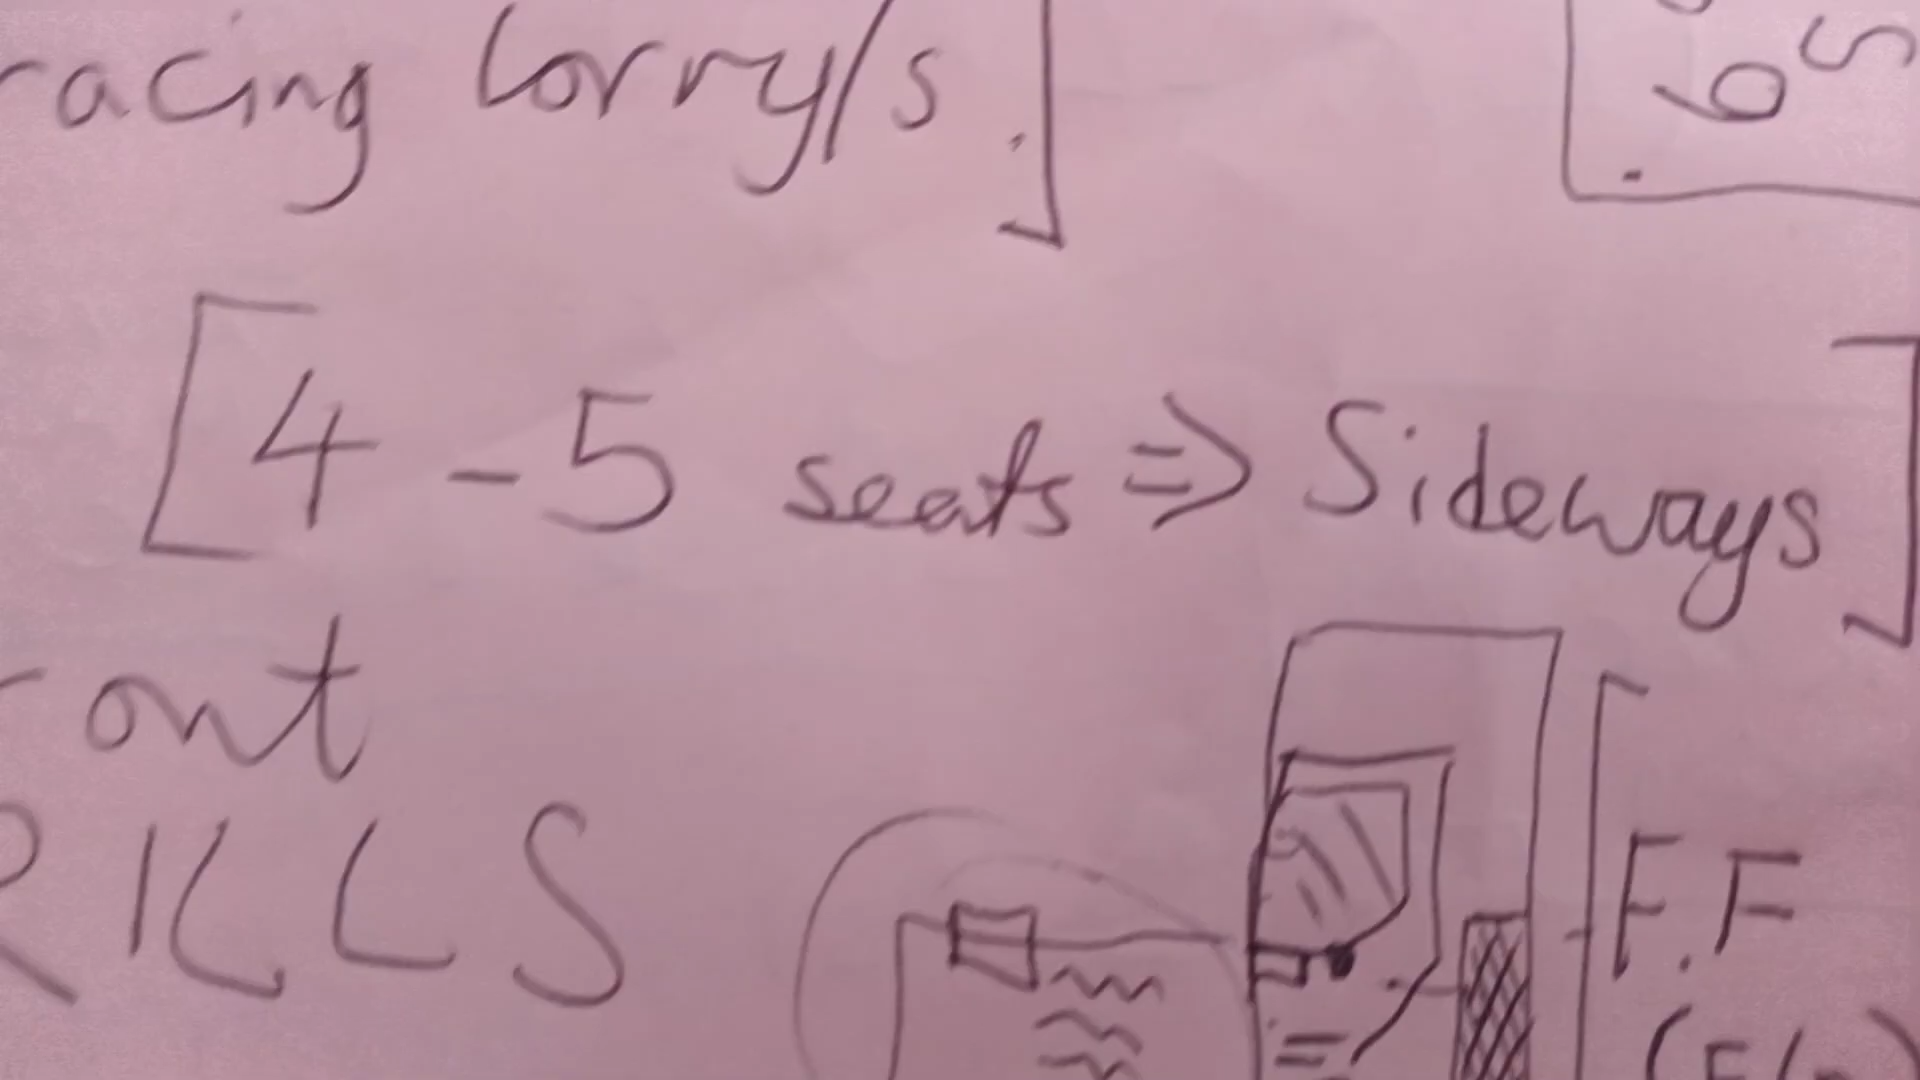 racing lorry/s.]
[4-5 seats => Sideways]
ont
RILLS
F.F